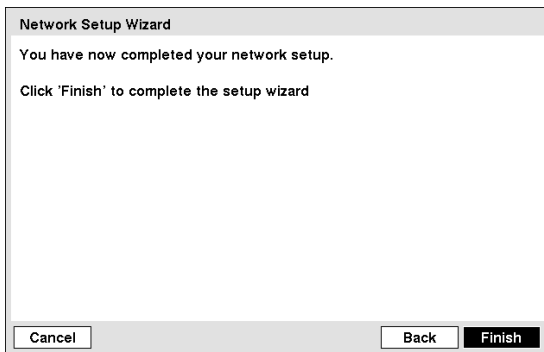 Network Setup Wizard
You have now completed your network setup.
Click 'Finish' to complete the setup wizard
Cancel
Back
Finish